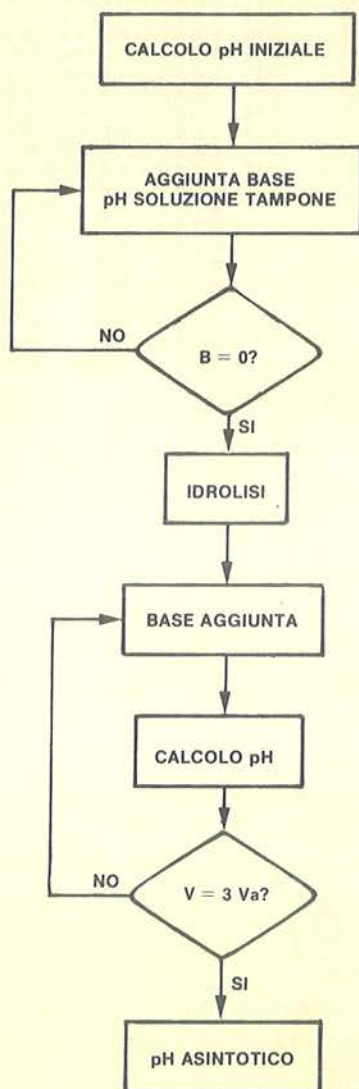 CALCOLO pH INIZIALE
AGGIUNTA BASE
pH SOLUZIONE TAMPONE
NO
B = 0?
SI
IDROLISI
BASE AGGIUNTA
CALCOLO pH
NO
V = 3 Va?
SI
pH ASINTOTICO